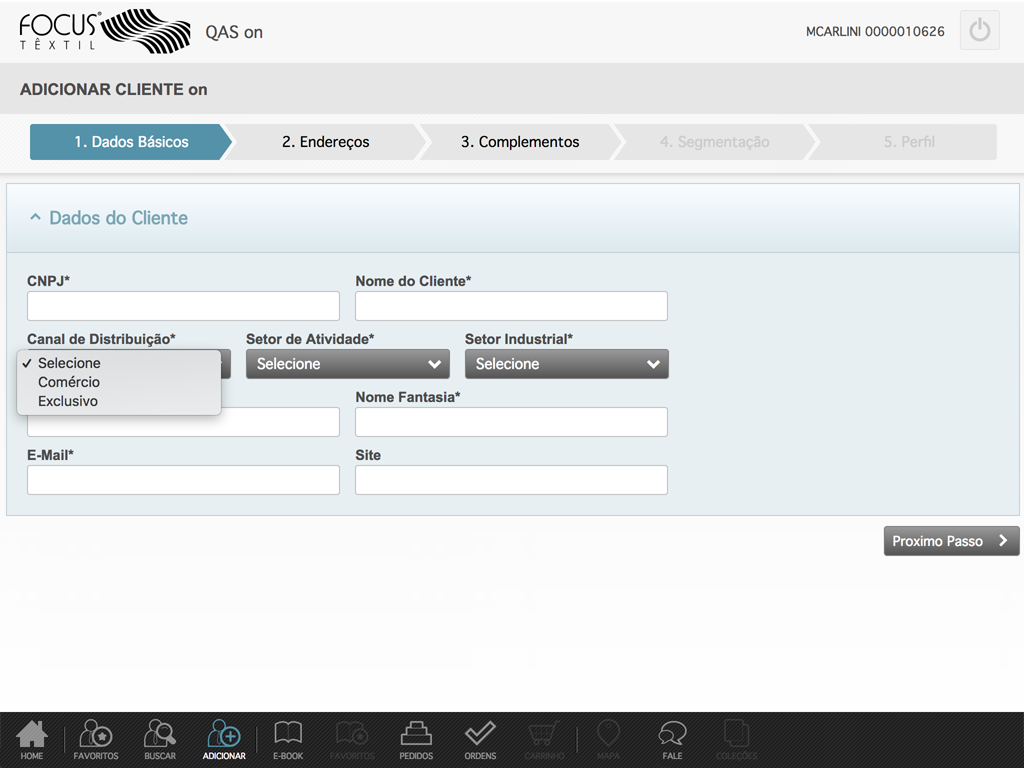 FOCUS®
TÊXTIL
QAS on
MCARLINI 0000010626
ADICIONAR CLIENTE on
1. Dados Básicos
2. Endereços
3. Complementos
4. Segmentação
5. Perfil
Dados do Cliente
CNPJ*
Nome do Cliente*
Canal de Distribuição*
Setor de Atividade*
Setor Industrial*
✓ Selecione
Comércio
Exclusivo
Selecione
Selecione
Nome Fantasia*
E-Mail*
Site
Proximo Passo
HOME
FAVORITOS
BUSCAR
ADICIONAR
E-BOOK
FAVORITOS
PEDIDOS
ORDENS
CARRINHO
MAPA
FALE
COLEÇÕES